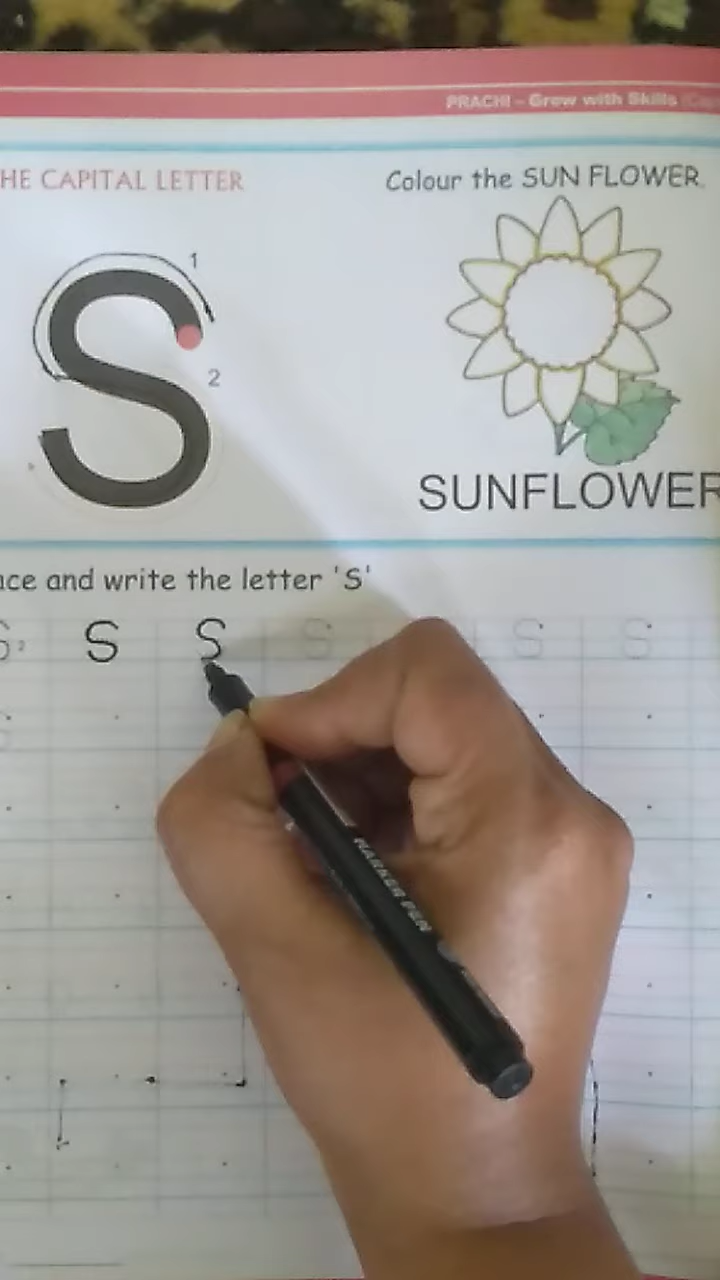 PRACHI - Grow with Skills
HE CAPITAL LETTER
Colour the SUN FLOWER.
1
S
2
SUNFLOWER
ace and write the letter 'S'
S 2 S S S S S
S
MARKER PEN